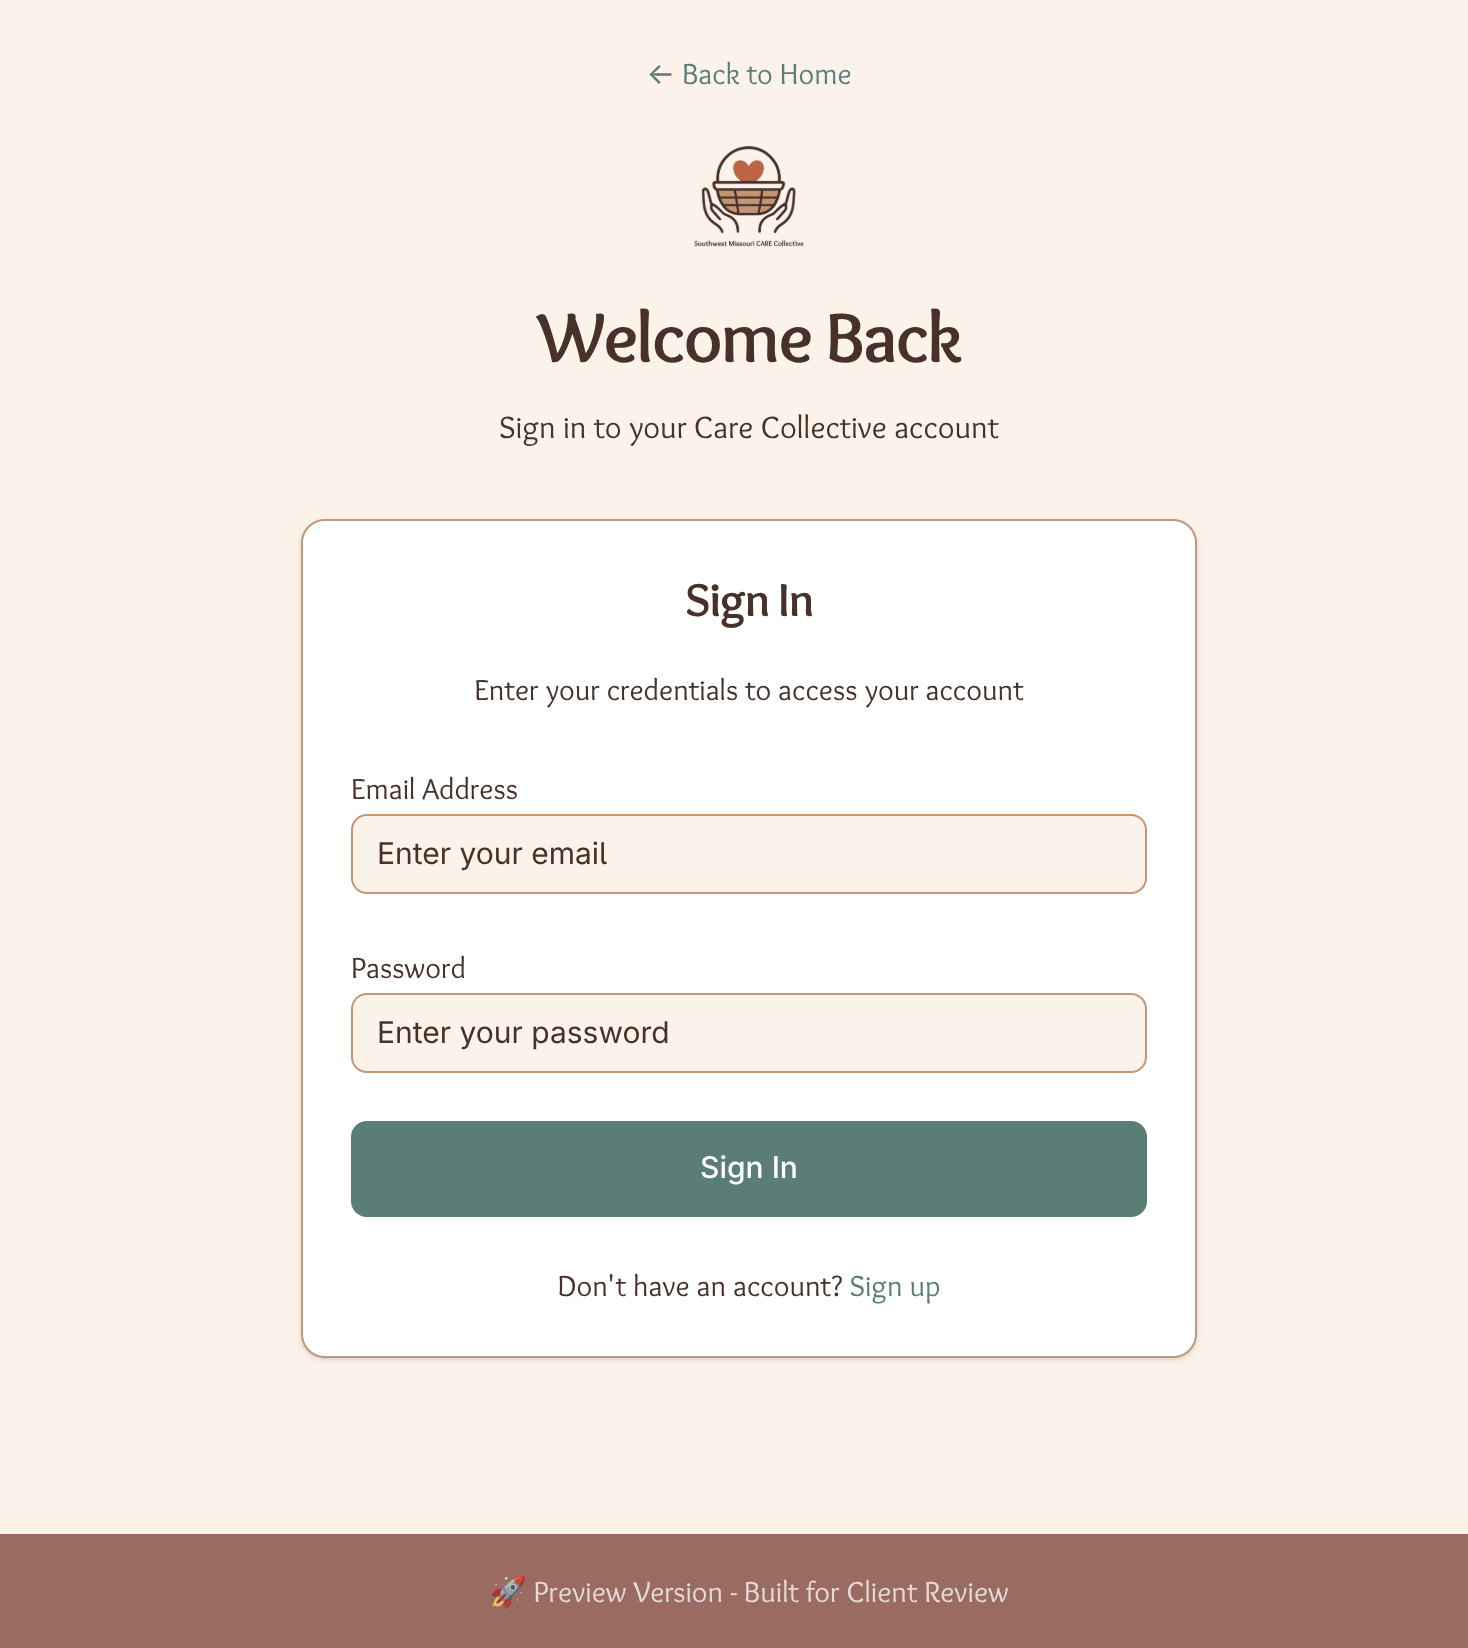 ← Back to Home
Southwest Missouri CARE Collective
Welcome Back
Sign in to your Care Collective account
Sign In
Enter your credentials to access your account
Email Address
Enter your email
Password
Enter your password
Sign In
Don't have an account? Sign up
🚀 Preview Version - Built for Client Review